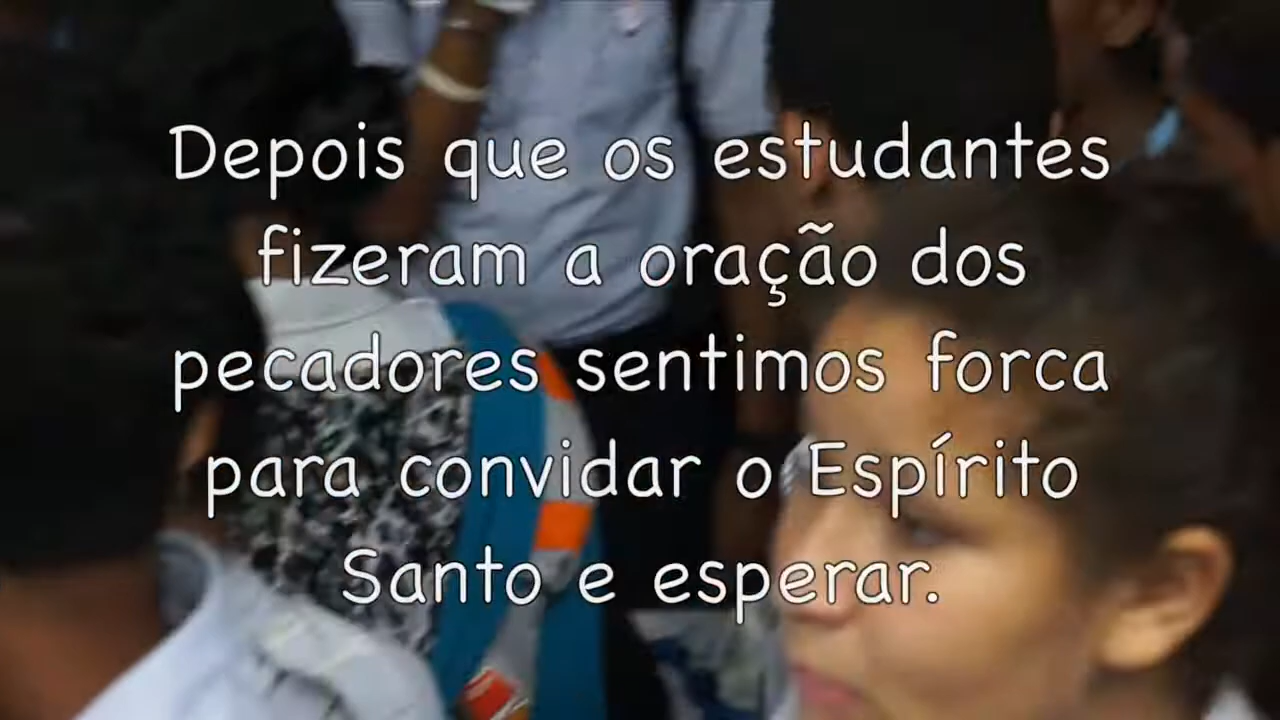 Depois que os estudantes
fizeram a oração dos
pecadores sentimos forca
para convidar o Espírito
Santo e esperar.